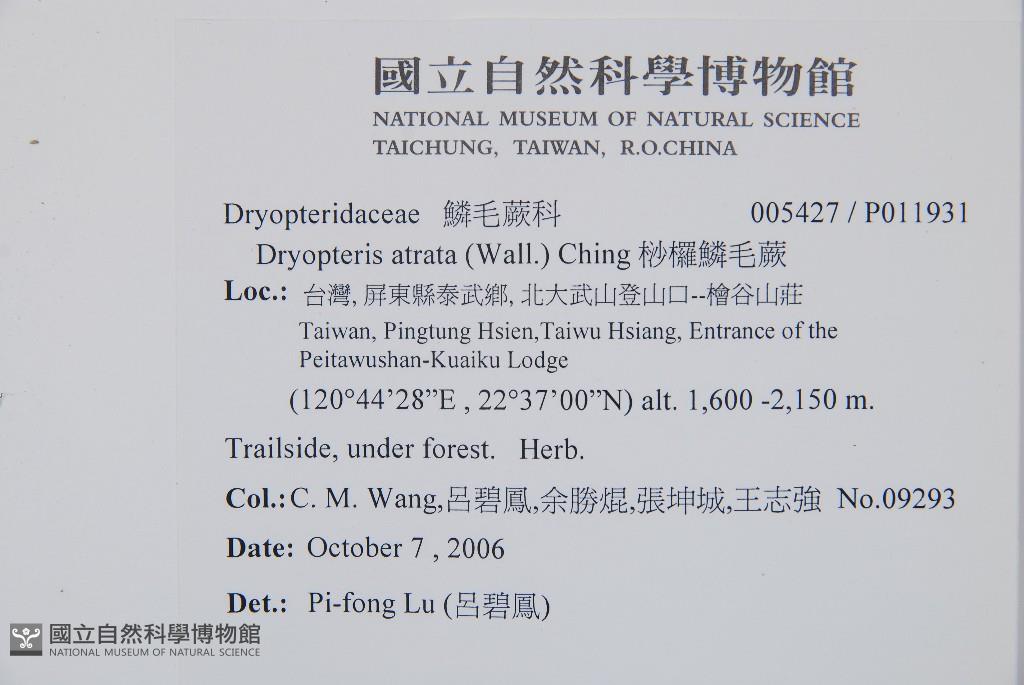 國立自然科學博物館
NATIONAL MUSEUM OF NATURAL SCIENCE
TAICHUNG, TAIWAN, R.O.CHINA
Dryopteridaceae 鱗毛蕨科 005427 / P011931
Dryopteris atrata (Wall.) Ching 桫欏鱗毛蕨
Loc.: 台灣, 屏東縣泰武鄉, 北大武山登山口--檜谷山莊
Taiwan, Pingtung Hsien,Taiwu Hsiang, Entrance of the
Peitawushan-Kuaiku Lodge
(120°44’28”E , 22°37’00”N) alt. 1,600 -2,150 m.
Trailside, under forest. Herb.
Col.: C. M. Wang,呂碧鳳,余勝焜,張坤城,王志強 No.09293
Date: October 7 , 2006
Det.: Pi-fong Lu (呂碧鳳)
國立自然科學博物館
NATIONAL MUSEUM OF NATURAL SCIENCE